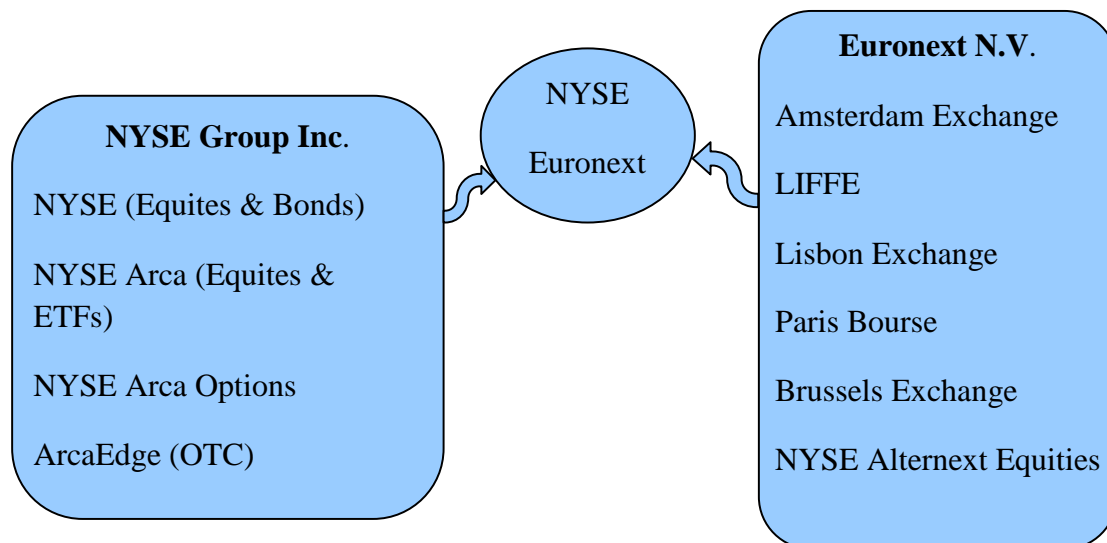 NYSE Group Inc.
NYSE (Equites & Bonds)
NYSE Arca (Equites &
ETFs)
NYSE Arca Options
ArcaEdge (OTC)
NYSE
Euronext
Euronext N.V.
Amsterdam Exchange
LIFFE
Lisbon Exchange
Paris Bourse
Brussels Exchange
NYSE Alternext Equities